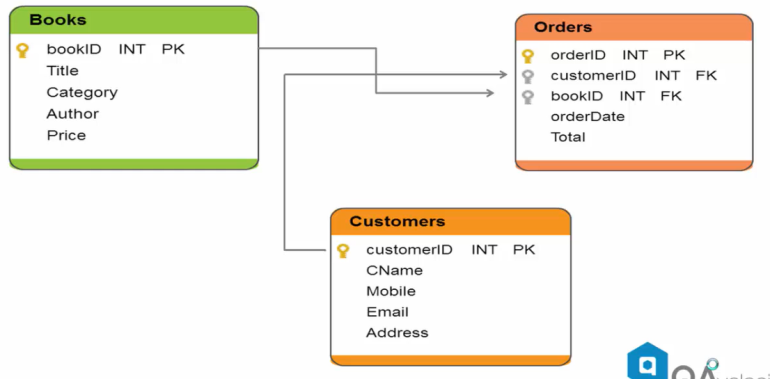 Books
bookID INT PK
Title
Category
Author
Price
Orders
orderID INT PK
customerID INT FK
bookID INT FK
orderDate
Total
Customers
customerID INT PK
CName
Mobile
Email
Address